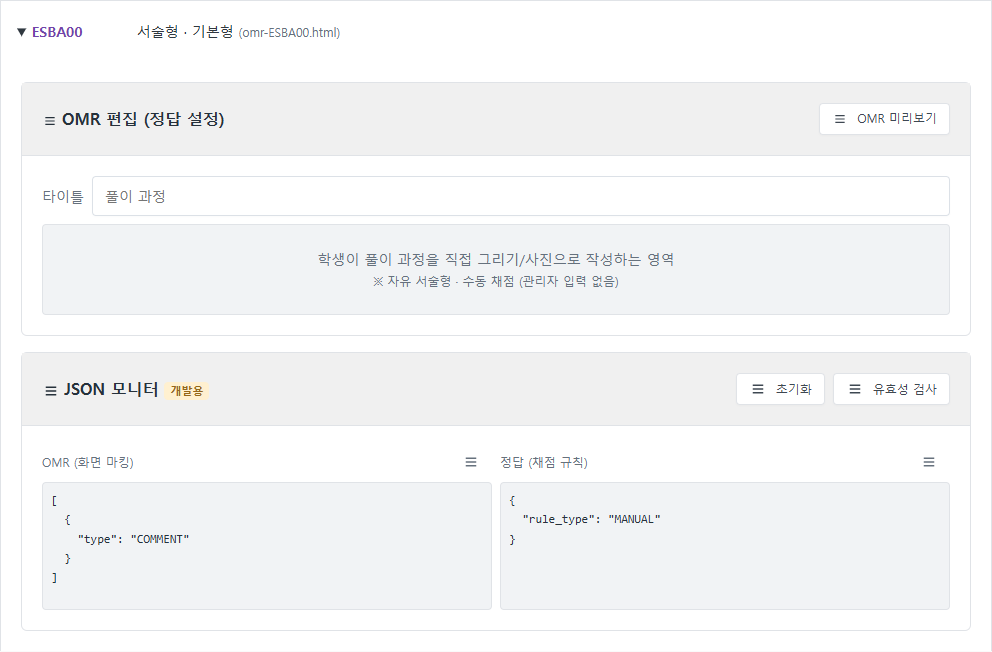 ▼ ESBA00 서술형 · 기본형 (omr-ESBA00.html)
≡ OMR 편집 (정답 설정)
≡ OMR 미리보기
타이틀 풀이 과정
학생이 풀이 과정을 직접 그리기/사진으로 작성하는 영역
※ 자유 서술형 · 수동 채점 (관리자 입력 없음)
≡ JSON 모니터 개발용
≡ 초기화
≡ 유효성 검사
OMR (화면 마킹)
[
  {
    "type": "COMMENT"
  }
]
정답 (채점 규칙)
{
  "rule_type": "MANUAL"
}